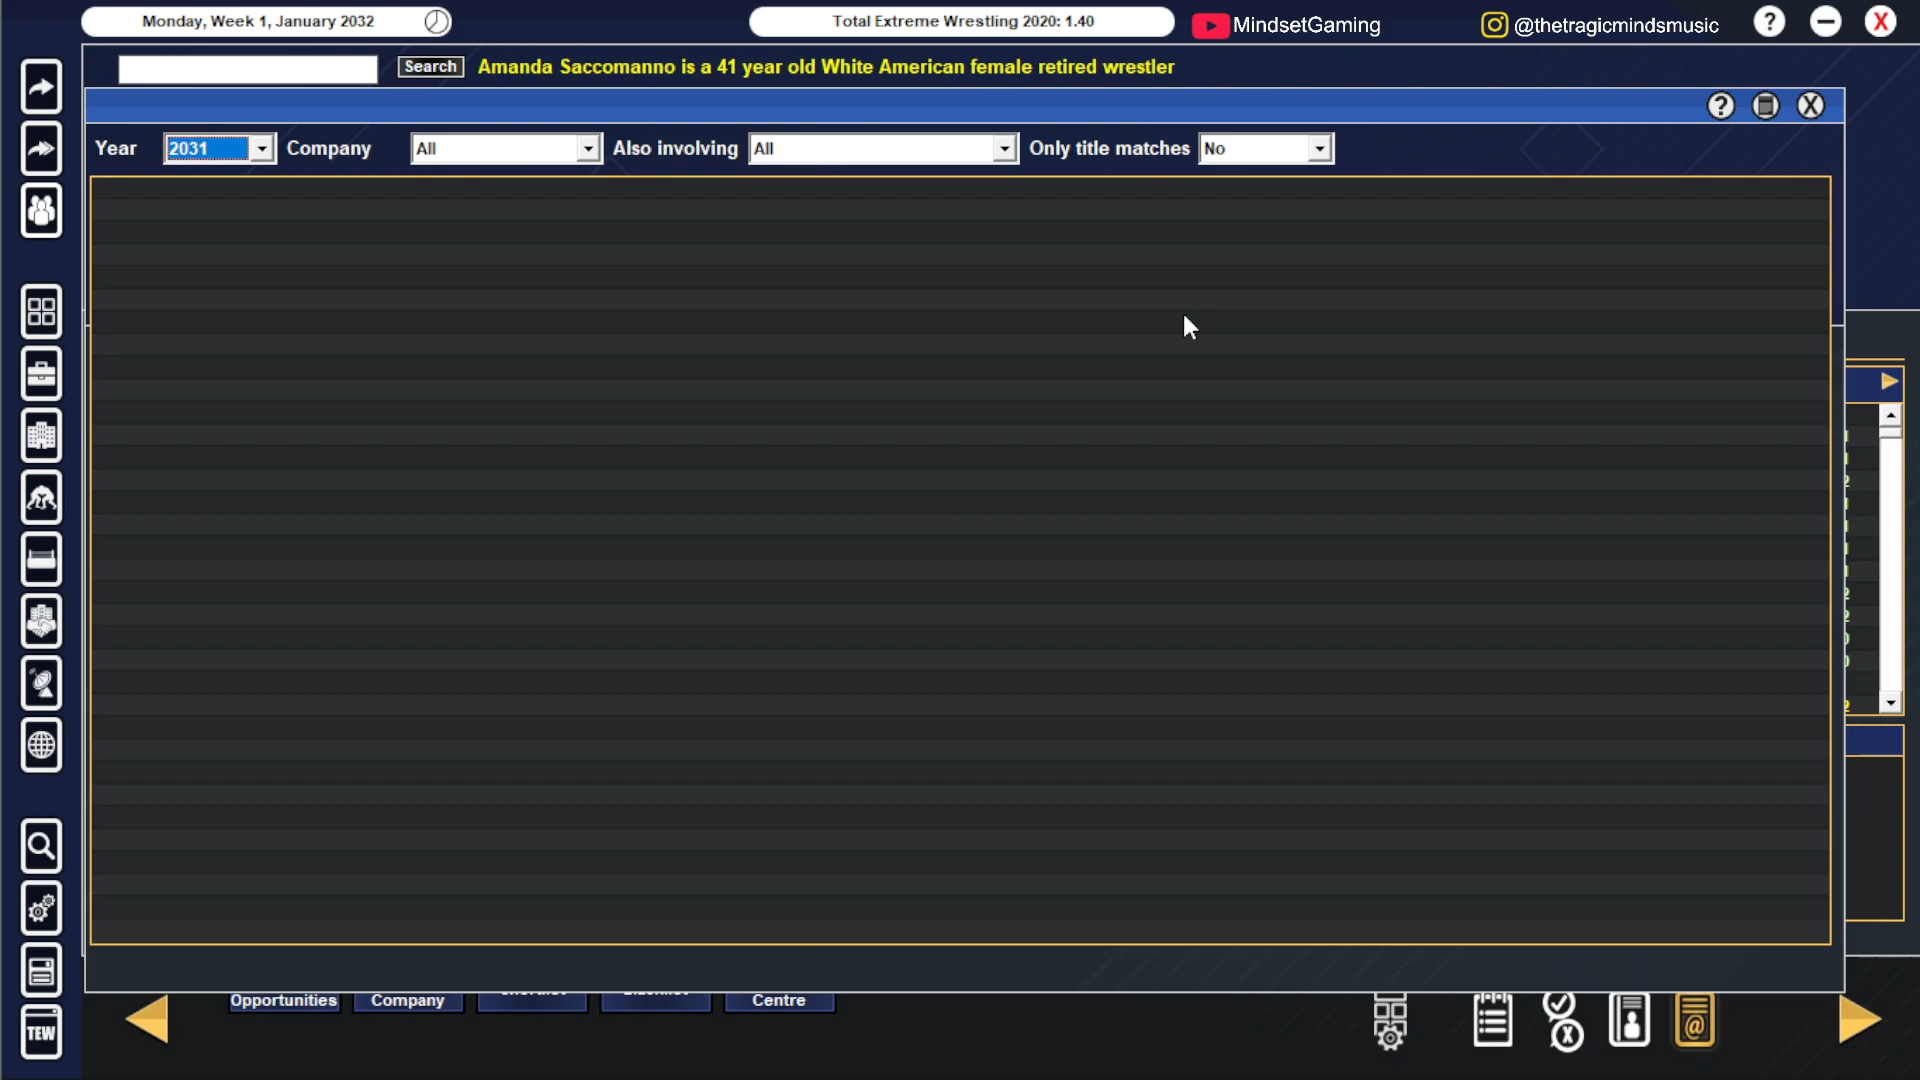 Monday, Week 1, January 2032
Total Extreme Wrestling 2020: 1.40
MindsetGaming
@thetragicmindsmusic
?
X
Search
Amanda Saccomanno is a 41 year old White American female retired wrestler
?
X
Year
2031
Company
All
Also involving
All
Only title matches
No
Opportunities
Company
Centre
TEW